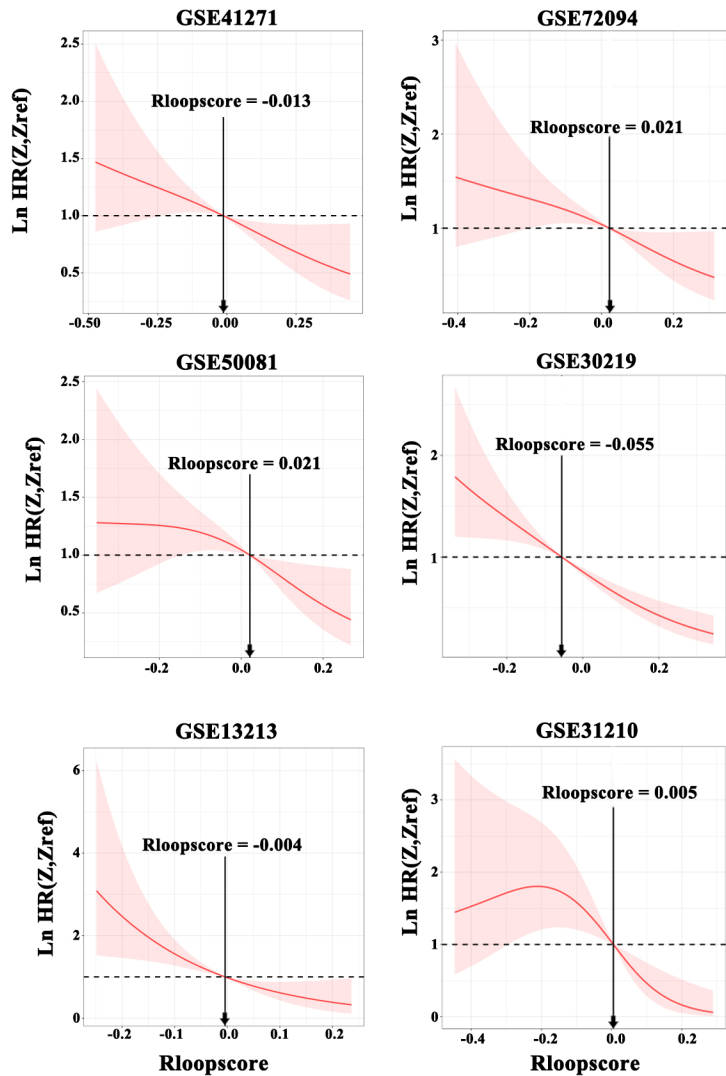 GSE41271
2.5
2.0
1.5
1.0
0.5
Ln HR(Z,Zref)
Rloopscore = -0.013
-0.50
-0.25
0.00
0.25
GSE72094
3
2
1
Ln HR(Z,Zref)
Rloopscore = 0.021
-0.4
-0.2
0.0
0.2
GSE50081
2.5
2.0
1.5
1.0
0.5
Ln HR(Z,Zref)
Rloopscore = 0.021
-0.2
0.0
0.2
GSE30219
2
1
Ln HR(Z,Zref)
Rloopscore = -0.055
-0.2
0.0
0.2
GSE13213
6
4
2
1
0
Ln HR(Z,Zref)
Rloopscore = -0.004
-0.2
-0.1
0.0
0.1
0.2
Rloopscore
GSE31210
3
2
1
0
Ln HR(Z,Zref)
Rloopscore = 0.005
-0.4
-0.2
0.0
0.2
Rloopscore